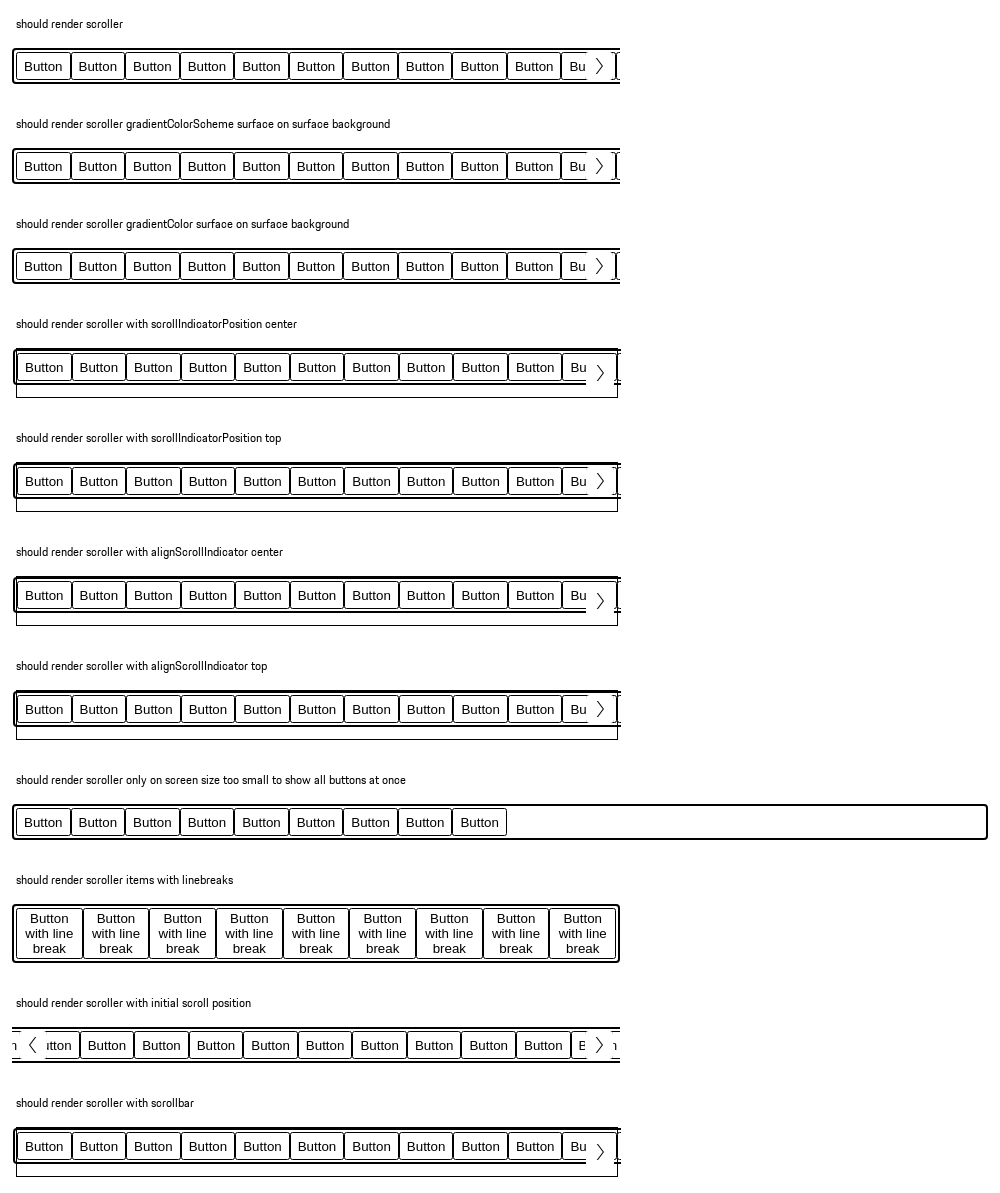 should render scroller
Button Button Button Button Button Button Button Button Button Button Bu
should render scroller gradientColorScheme surface on surface background
Button Button Button Button Button Button Button Button Button Button Bu
should render scroller gradientColor surface on surface background
Button Button Button Button Button Button Button Button Button Button Bu
should render scroller with scrollIndicatorPosition center
Button Button Button Button Button Button Button Button Button Button Bu
should render scroller with scrollIndicatorPosition top
Button Button Button Button Button Button Button Button Button Button Bu
should render scroller with alignScrollIndicator center
Button Button Button Button Button Button Button Button Button Button Bu
should render scroller with alignScrollIndicator top
Button Button Button Button Button Button Button Button Button Button Bu
should render scroller only on screen size too small to show all buttons at once
Button Button Button Button Button Button Button Button Button
should render scroller items with linebreaks
Button Button Button Button Button Button Button Button Button
with line with line with line with line with line with line with line with line with line
break break break break break break break break break
should render scroller with initial scroll position
n utton Button Button Button Button Button Button Button Button Button B n
should render scroller with scrollbar
Button Button Button Button Button Button Button Button Button Button Bu